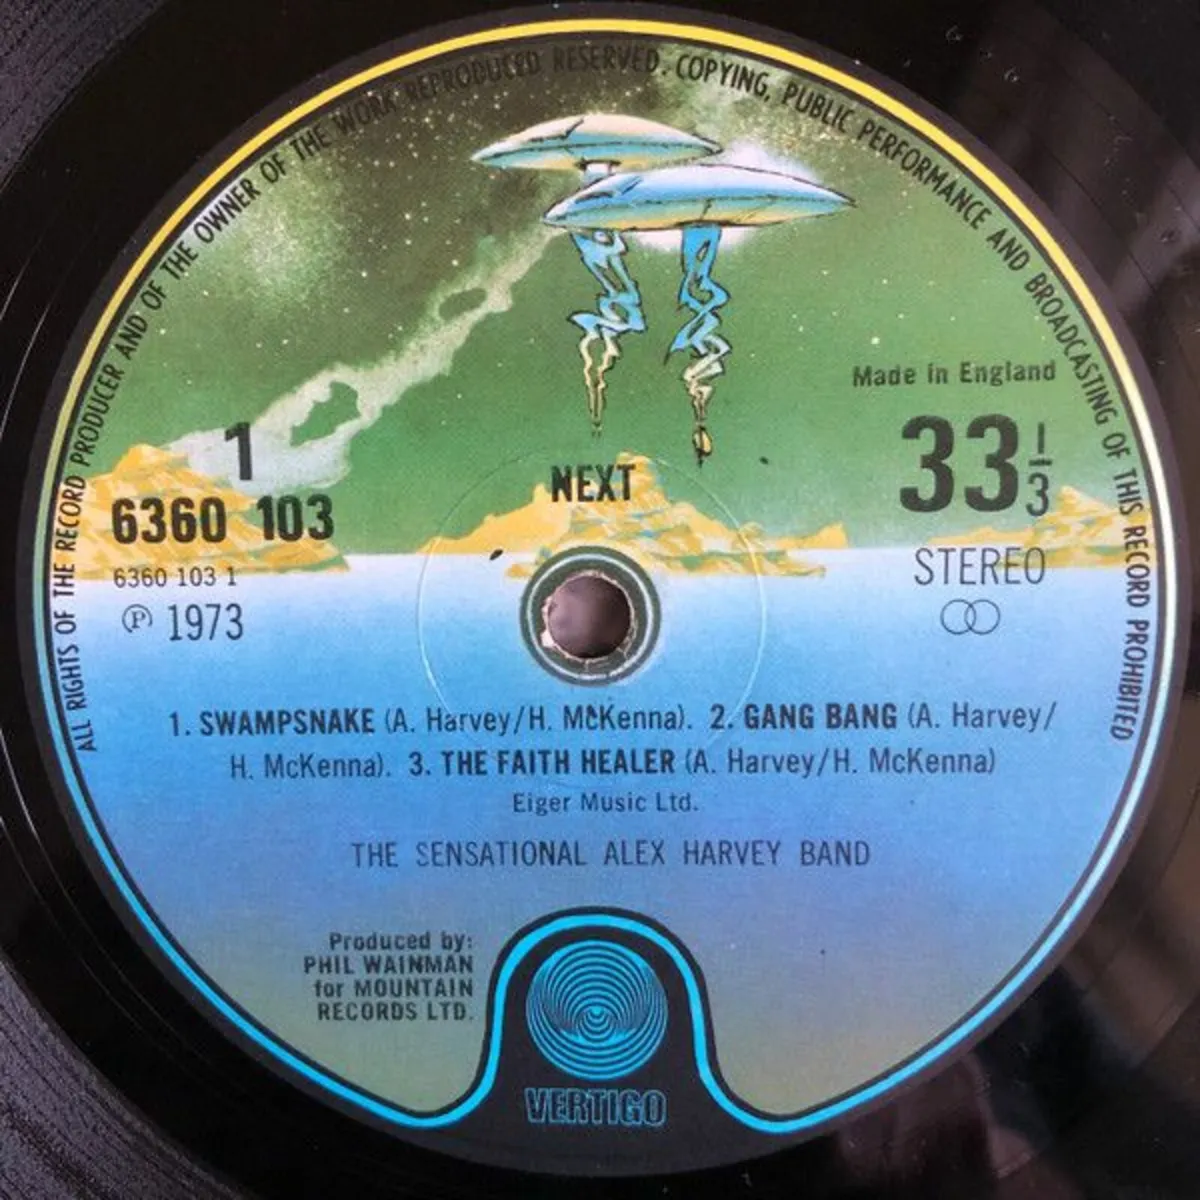 ALL RIGHTS OF THE RECORD PRODUCER AND OF THE OWNER OF THE WORK REPRODUCED RESERVED. COPYING, PUBLIC PERFORMANCE AND BROADCASTING OF THIS RECORD PROHIBITED
Made in England
1
33 1/3
NEXT
6360 103
6360 103 1
STEREO
℗ 1973
1. SWAMPSNAKE (A. Harvey/H. McKenna). 2. GANG BANG (A. Harvey/
H. McKenna). 3. THE FAITH HEALER (A. Harvey/H. McKenna)
Eiger Music Ltd.
THE SENSATIONAL ALEX HARVEY BAND
Produced by:
PHIL WAINMAN
for MOUNTAIN
RECORDS LTD.
VERTIGO